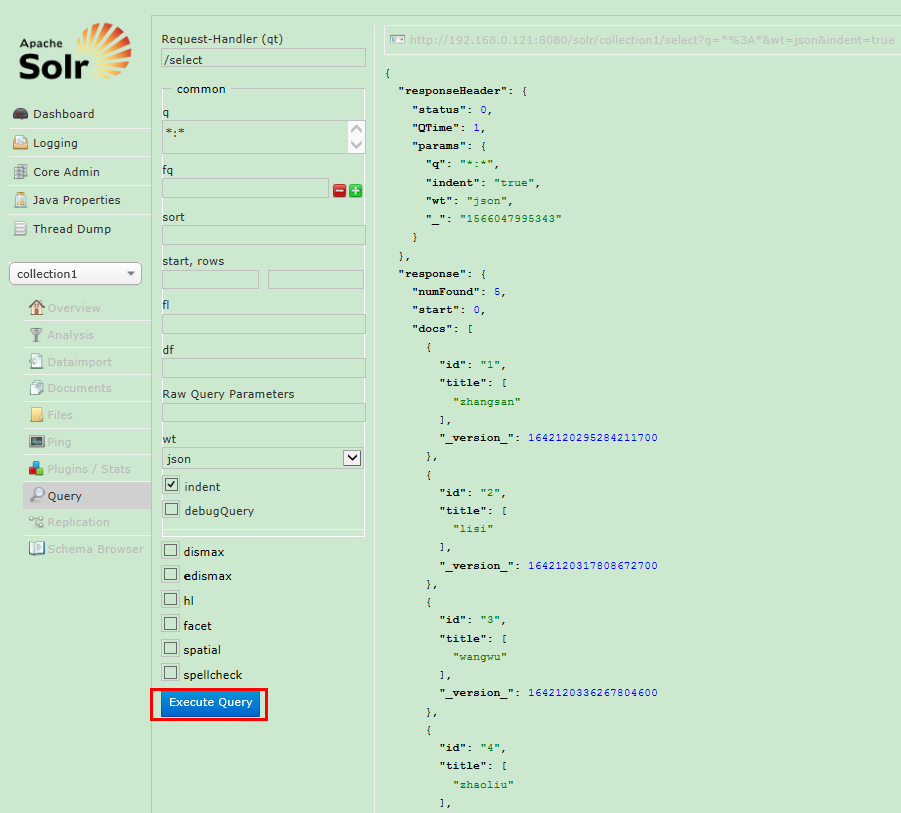 Apache
Solr
Dashboard
Logging
Core Admin
Java Properties
Thread Dump
collection1
Overview
Analysis
Dataimport
Documents
Files
Ping
Plugins / Stats
Query
Replication
Schema Browser
Request-Handler (qt)
/select
common
q
*:*
fq
sort
start, rows
fl
df
Raw Query Parameters
wt
json
indent
debugQuery
dismax
edismax
hl
facet
spatial
spellcheck
Execute Query
http://192.168.0.121:8080/solr/collection1/select?q=*%3A*&wt=json&indent=true
{
"responseHeader": {
"status": 0,
"QTime": 1,
"params": {
"q": "*:*",
"indent": "true",
"wt": "json",
"_": "1566047995343"
}
},
"response": {
"numFound": 5,
"start": 0,
"docs": [
{
"id": "1",
"title": [
"zhangsan"
],
"_version_": 1642120295284211700
},
{
"id": "2",
"title": [
"lisi"
],
"_version_": 1642120317808672700
},
{
"id": "3",
"title": [
"wangwu"
],
"_version_": 1642120336267804600
},
{
"id": "4",
"title": [
"zhaoliu"
],